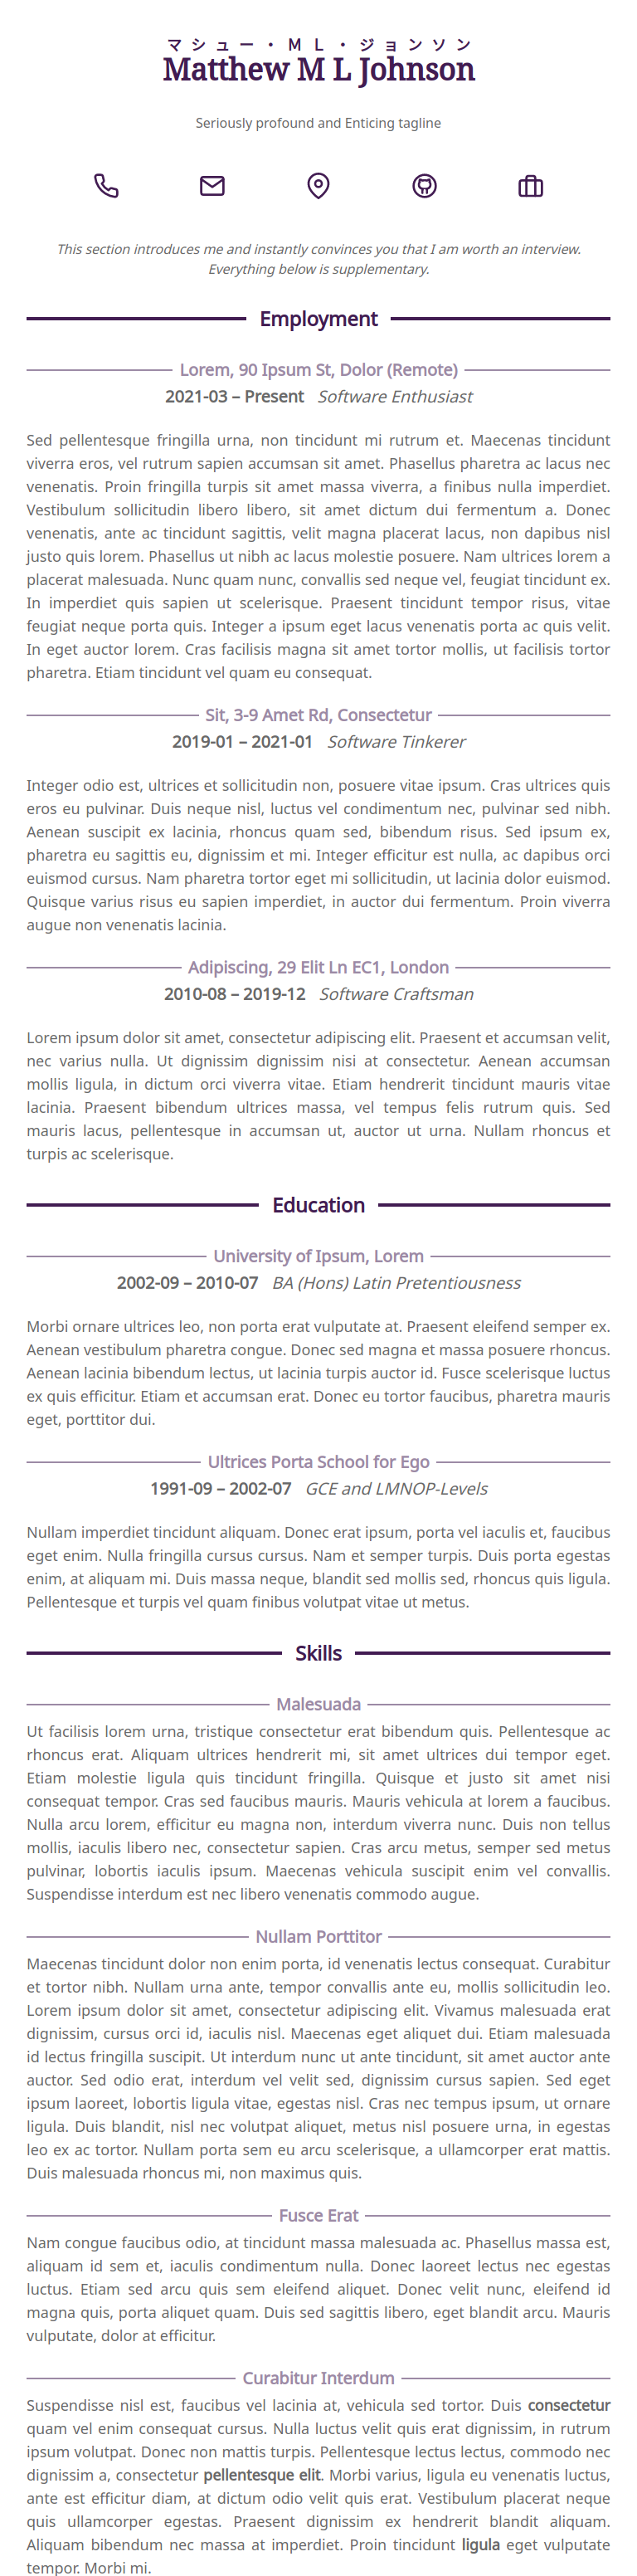 マシュー・ＭＬ・ジョンソン
Matthew M L Johnson
Seriously profound and Enticing tagline
This section introduces me and instantly convinces you that I am worth an interview.
Everything below is supplementary.
Employment
Lorem, 90 Ipsum St, Dolor (Remote)
2021-03 – Present Software Enthusiast
Sed pellentesque fringilla urna, non tincidunt mi rutrum et. Maecenas tincidunt
viverra eros, vel rutrum sapien accumsan sit amet. Phasellus pharetra ac lacus nec
venenatis. Proin fringilla turpis sit amet massa viverra, a finibus nulla imperdiet.
Vestibulum sollicitudin libero libero, sit amet dictum dui fermentum a. Donec
venenatis, ante ac tincidunt sagittis, velit magna placerat lacus, non dapibus nisl
justo quis lorem. Phasellus ut nibh ac lacus molestie posuere. Nam ultrices lorem a
placerat malesuada. Nunc quam nunc, convallis sed neque vel, feugiat tincidunt ex.
In imperdiet quis sapien ut scelerisque. Praesent tincidunt tempor risus, vitae
feugiat neque porta quis. Integer a ipsum eget lacus venenatis porta ac quis velit.
In eget auctor lorem. Cras facilisis magna sit amet tortor mollis, ut facilisis tortor
pharetra. Etiam tincidunt vel quam eu consequat.
Sit, 3-9 Amet Rd, Consectetur
2019-01 – 2021-01 Software Tinkerer
Integer odio est, ultrices et sollicitudin non, posuere vitae ipsum. Cras ultrices quis
eros eu pulvinar. Duis neque nisl, luctus vel condimentum nec, pulvinar sed nibh.
Aenean suscipit ex lacinia, rhoncus quam sed, bibendum risus. Sed ipsum ex,
pharetra eu sagittis eu, dignissim et mi. Integer efficitur est nulla, ac dapibus orci
euismod cursus. Nam pharetra tortor eget mi sollicitudin, ut lacinia dolor euismod.
Quisque varius risus eu sapien imperdiet, in auctor dui fermentum. Proin viverra
augue non venenatis lacinia.
Adipiscing, 29 Elit Ln EC1, London
2010-08 – 2019-12 Software Craftsman
Lorem ipsum dolor sit amet, consectetur adipiscing elit. Praesent et accumsan velit,
nec varius nulla. Ut dignissim dignissim nisi at consectetur. Aenean accumsan
mollis ligula, in dictum orci viverra vitae. Etiam hendrerit tincidunt mauris vitae
lacinia. Praesent bibendum ultrices massa, vel tempus felis rutrum quis. Sed
mauris lacus, pellentesque in accumsan ut, auctor ut urna. Nullam rhoncus et
turpis ac scelerisque.
Education
University of Ipsum, Lorem
2002-09 – 2010-07 BA (Hons) Latin Pretentiousness
Morbi ornare ultrices leo, non porta erat vulputate at. Praesent eleifend semper ex.
Aenean vestibulum pharetra congue. Donec sed magna et massa posuere rhoncus.
Aenean lacinia bibendum lectus, ut lacinia turpis auctor id. Fusce scelerisque luctus
ex quis efficitur. Etiam et accumsan erat. Donec eu tortor faucibus, pharetra mauris
eget, porttitor dui.
Ultrices Porta School for Ego
1991-09 – 2002-07 GCE and LMNOP-Levels
Nullam imperdiet tincidunt aliquam. Donec erat ipsum, porta vel iaculis et, faucibus
eget enim. Nulla fringilla cursus cursus. Nam et semper turpis. Duis porta egestas
enim, at aliquam mi. Duis massa neque, blandit sed mollis sed, rhoncus quis ligula.
Pellentesque et turpis vel quam finibus volutpat vitae ut metus.
Skills
Malesuada
Ut facilisis lorem urna, tristique consectetur erat bibendum quis. Pellentesque ac
rhoncus erat. Aliquam ultrices hendrerit mi, sit amet ultrices dui tempor eget.
Etiam molestie ligula quis tincidunt fringilla. Quisque et justo sit amet nisi
consequat tempor. Cras sed faucibus mauris. Mauris vehicula at lorem a faucibus.
Nulla arcu lorem, efficitur eu magna non, interdum viverra nunc. Duis non tellus
mollis, iaculis libero nec, consectetur sapien. Cras arcu metus, semper sed metus
pulvinar, lobortis iaculis ipsum. Maecenas vehicula suscipit enim vel convallis.
Suspendisse interdum est nec libero venenatis commodo augue.
Nullam Porttitor
Maecenas tincidunt dolor non enim porta, id venenatis lectus consequat. Curabitur
et tortor nibh. Nullam urna ante, tempor convallis ante eu, mollis sollicitudin leo.
Lorem ipsum dolor sit amet, consectetur adipiscing elit. Vivamus malesuada erat
dignissim, cursus orci id, iaculis nisl. Maecenas eget aliquet dui. Etiam malesuada
id lectus fringilla suscipit. Ut interdum nunc ut ante tincidunt, sit amet auctor ante
auctor. Sed odio erat, interdum vel velit sed, dignissim cursus sapien. Sed eget
ipsum laoreet, lobortis ligula vitae, egestas nisl. Cras nec tempus ipsum, ut ornare
ligula. Duis blandit, nisl nec volutpat aliquet, metus nisl posuere urna, in egestas
leo ex ac tortor. Nullam porta sem eu arcu scelerisque, a ullamcorper erat mattis.
Duis malesuada rhoncus mi, non maximus quis.
Fusce Erat
Nam congue faucibus odio, at tincidunt massa malesuada ac. Phasellus massa est,
aliquam id sem et, iaculis condimentum nulla. Donec laoreet lectus nec egestas
luctus. Etiam sed arcu quis sem eleifend aliquet. Donec velit nunc, eleifend id
magna quis, porta aliquet quam. Duis sed sagittis libero, eget blandit arcu. Mauris
vulputate, dolor at efficitur.
Curabitur Interdum
Suspendisse nisl est, faucibus vel lacinia at, vehicula sed tortor. Duis consectetur
quam vel enim consequat cursus. Nulla luctus velit quis erat dignissim, in rutrum
ipsum volutpat. Donec non mattis turpis. Pellentesque lectus lectus, commodo nec
dignissim a, consectetur pellentesque elit. Morbi varius, ligula eu venenatis luctus,
ante est efficitur diam, at dictum odio velit quis erat. Vestibulum placerat neque
quis ullamcorper egestas. Praesent dignissim ex hendrerit blandit aliquam.
Aliquam bibendum nec massa at imperdiet. Proin tincidunt ligula eget vulputate
tempor. Morbi mi.